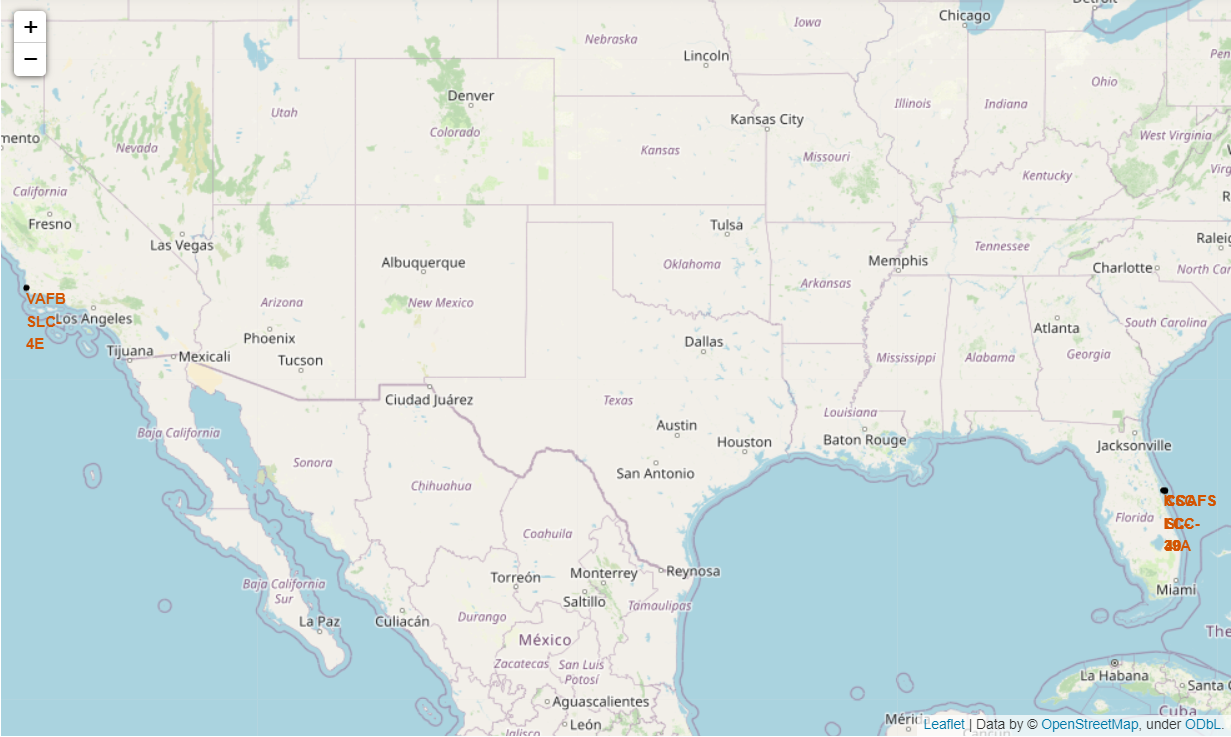 +
−
Chicago
Iowa
Nebraska
Lincoln
Ohio
Denver
Illinois
Indiana
Utah
Kansas City
Colorado
West Virginia
Nevada
Kansas
Missouri
Kentucky
California
Fresno
Tulsa
Las Vegas
Tennessee
Albuquerque
Memphis
Charlotte
Oklahoma
Arkansas
VAFB
SLC-
4E
Arizona
New Mexico
Los Angeles
South Carolina
Atlanta
Phoenix
Dallas
Tijuana
Mexicali
Tucson
Mississippi
Alabama
Georgia
Ciudad Juárez
Texas
Louisiana
Austin
Baja California
Houston
Baton Rouge
Jacksonville
Sonora
San Antonio
Chihuahua
Florida
Coahuila
Torreón
Monterrey
Reynosa
Baja California
Sur
Miami
Saltillo
Tamaulipas
La Paz
Culiacán
Durango
México
Zacatecas
San Luis
Potosí
La Habana
Aguascalientes
Cuba
León
Jalisco
Leaflet | Data by © OpenStreetMap, under ODbL.